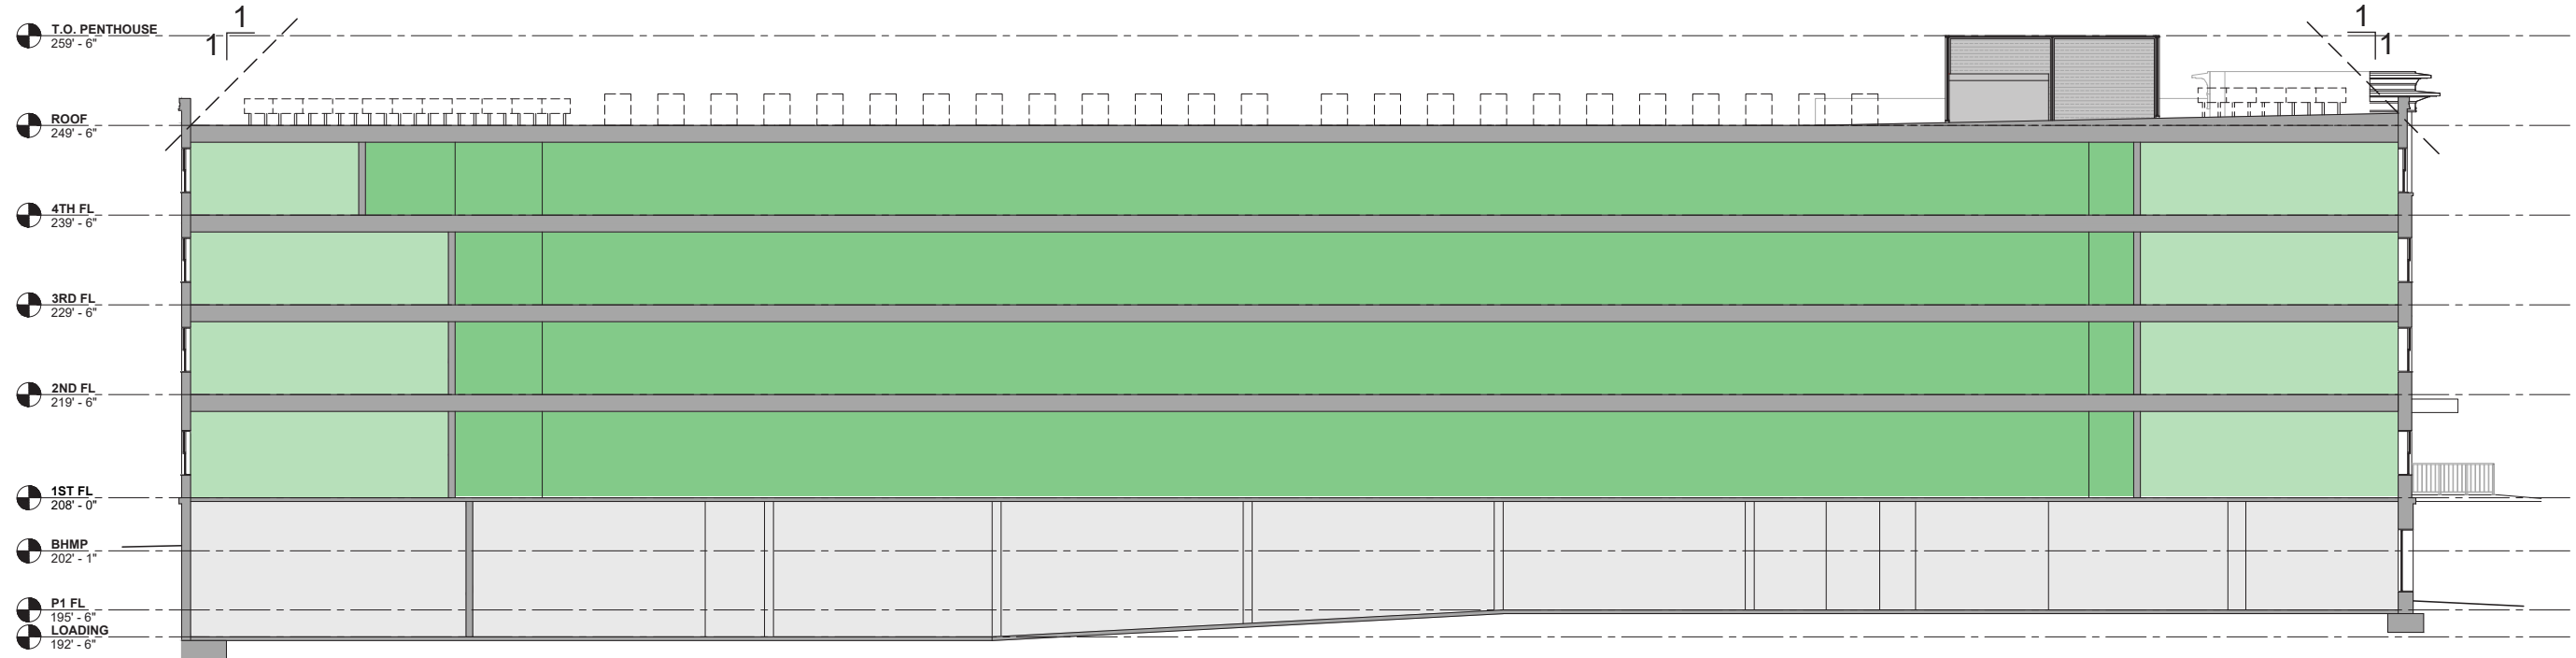 1
1
T.O. PENTHOUSE
259' - 6"
1
1
ROOF
249' - 6"
4TH FL
239' - 6"
3RD FL
229' - 6"
2ND FL
219' - 6"
1ST FL
208' - 0"
BHMP
202' - 1"
P1 FL
195' - 6"
LOADING
192' - 6"